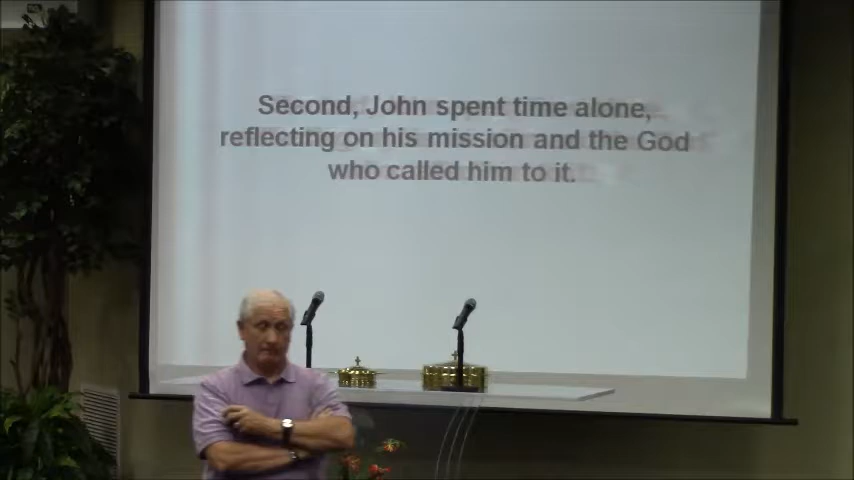 Second, John spent time alone,
reflecting on his mission and the God
who called him to it.